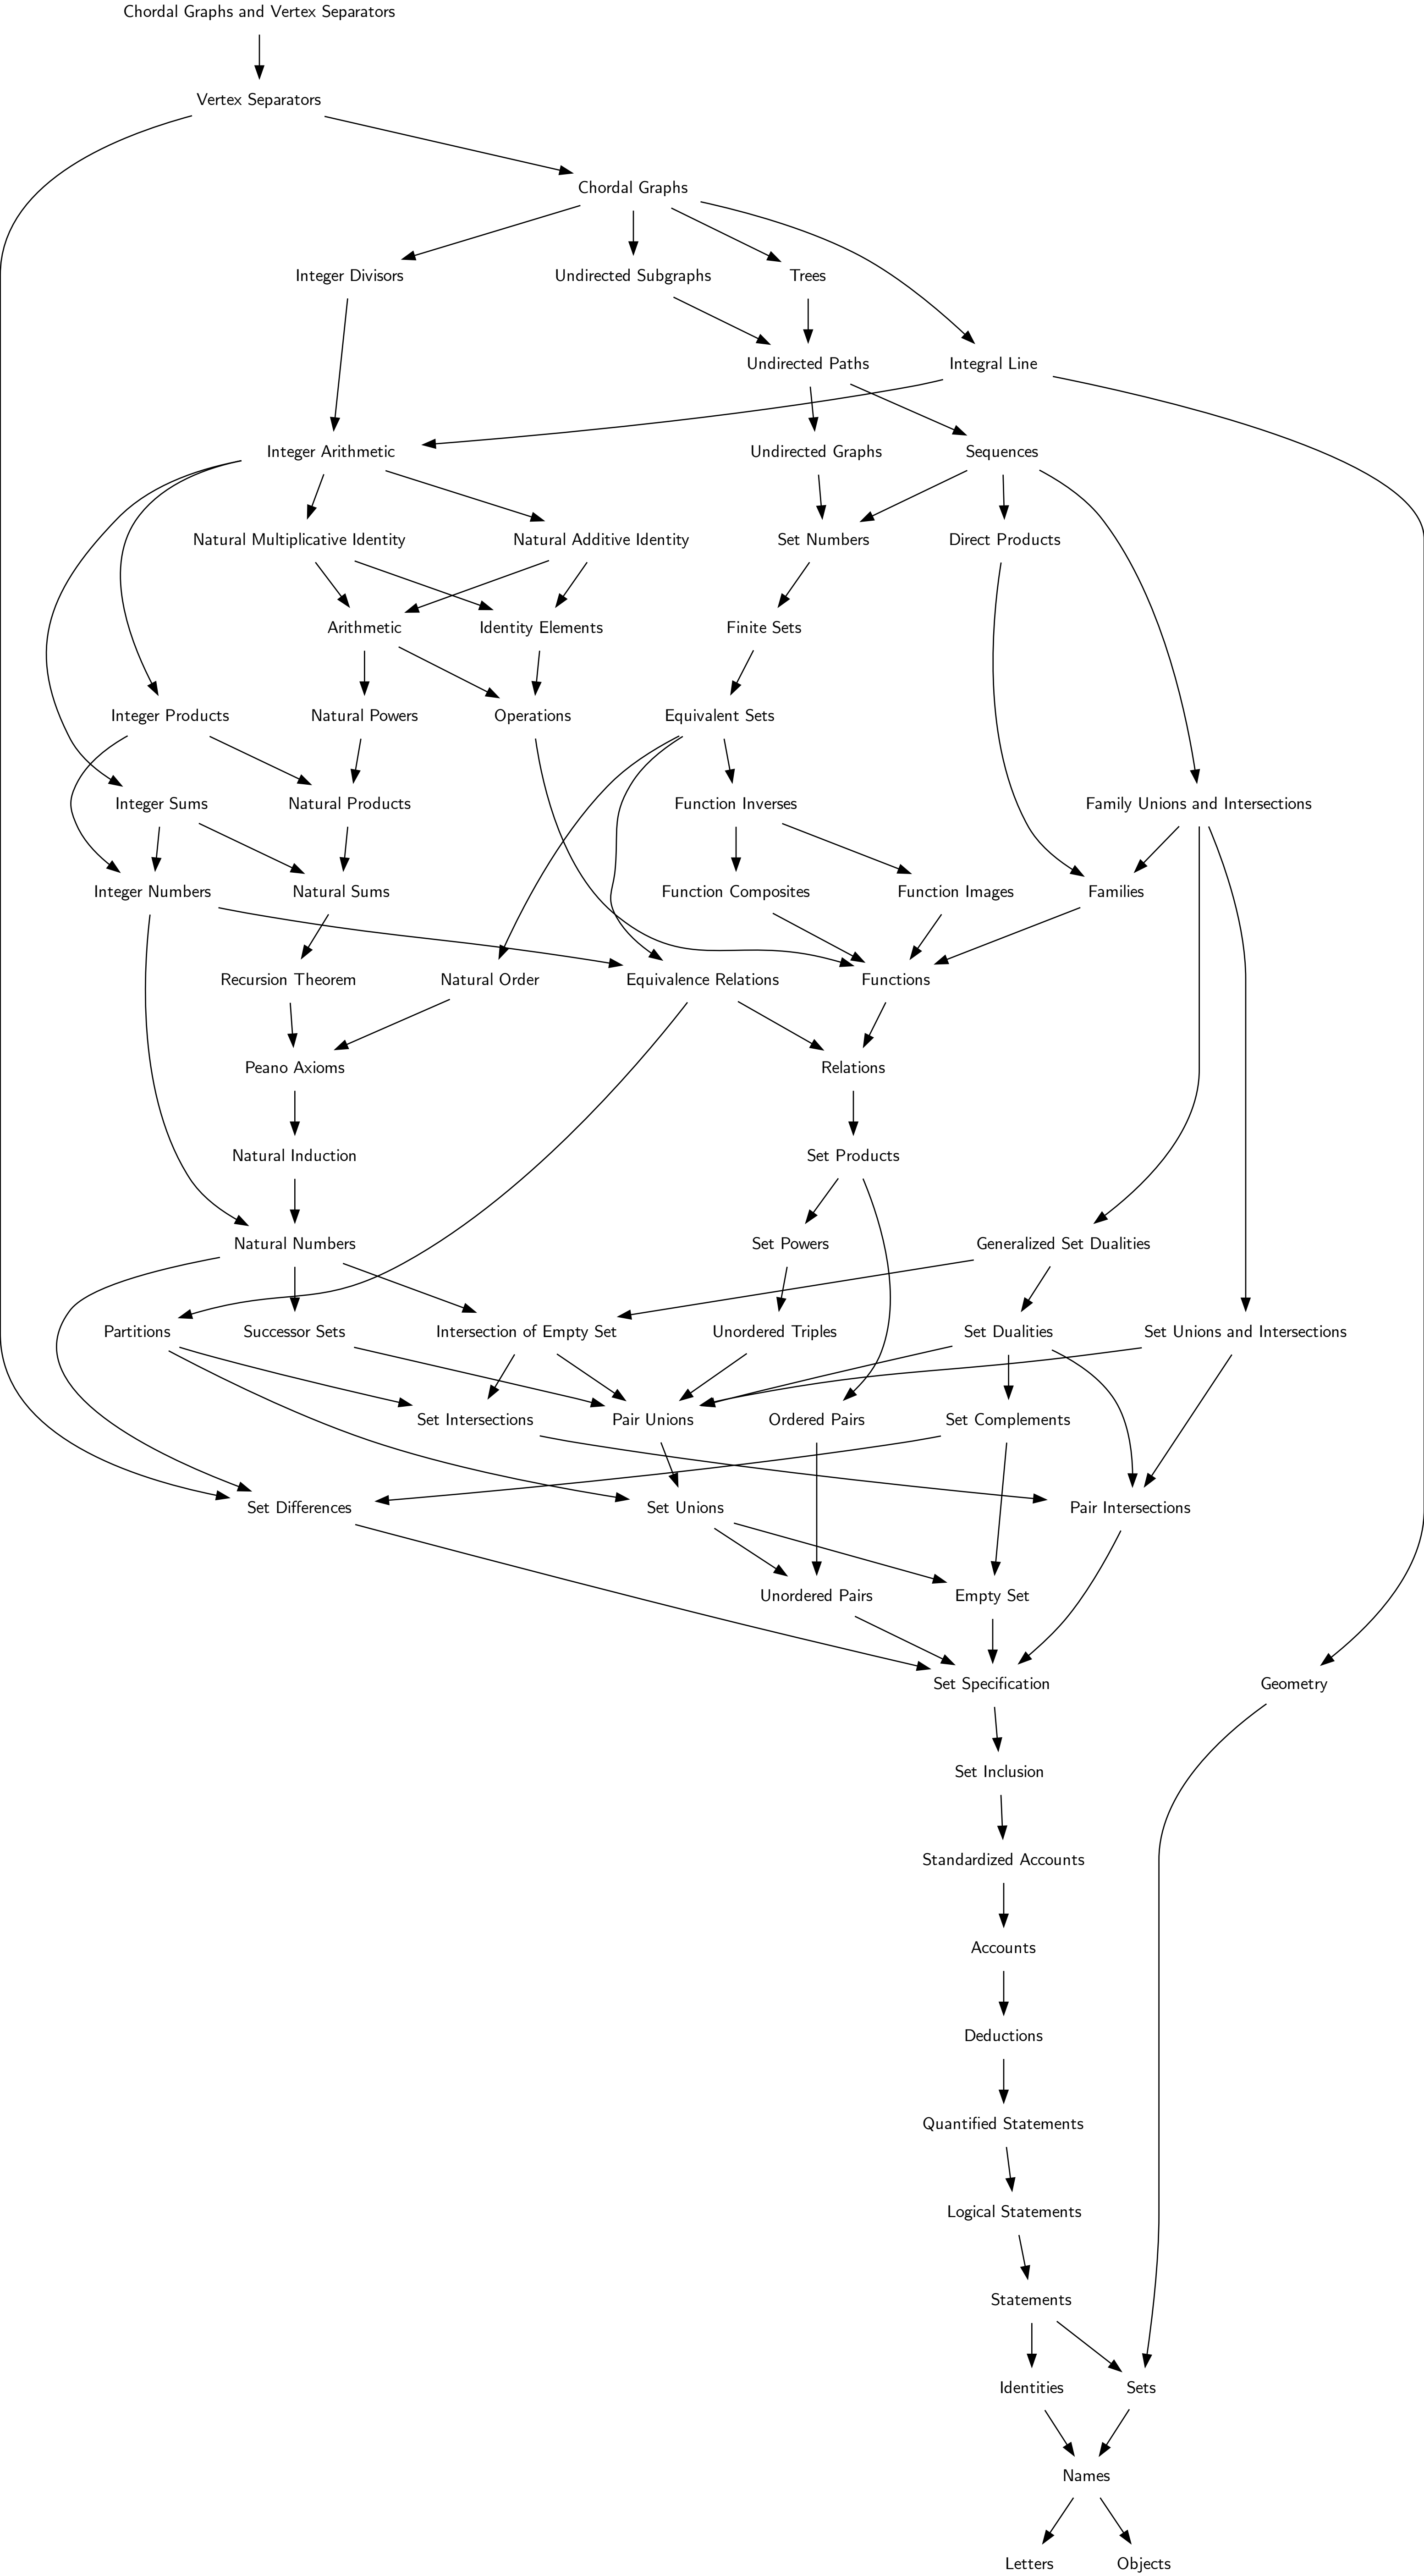 Chordal Graphs and Vertex Separators
Vertex Separators
Chordal Graphs
Integer Divisors
Undirected Subgraphs
Trees
Undirected Paths
Integral Line
Integer Arithmetic
Undirected Graphs
Sequences
Natural Multiplicative Identity
Natural Additive Identity
Set Numbers
Direct Products
Arithmetic
Identity Elements
Finite Sets
Integer Products
Natural Powers
Operations
Equivalent Sets
Integer Sums
Natural Products
Function Inverses
Family Unions and Intersections
Integer Numbers
Natural Sums
Function Composites
Function Images
Families
Recursion Theorem
Natural Order
Equivalence Relations
Functions
Peano Axioms
Relations
Natural Induction
Set Products
Natural Numbers
Set Powers
Generalized Set Dualities
Partitions
Successor Sets
Intersection of Empty Set
Unordered Triples
Set Dualities
Set Unions and Intersections
Set Intersections
Pair Unions
Ordered Pairs
Set Complements
Set Differences
Set Unions
Pair Intersections
Unordered Pairs
Empty Set
Set Specification
Geometry
Set Inclusion
Standardized Accounts
Accounts
Deductions
Quantified Statements
Logical Statements
Statements
Identities
Sets
Names
Letters
Objects